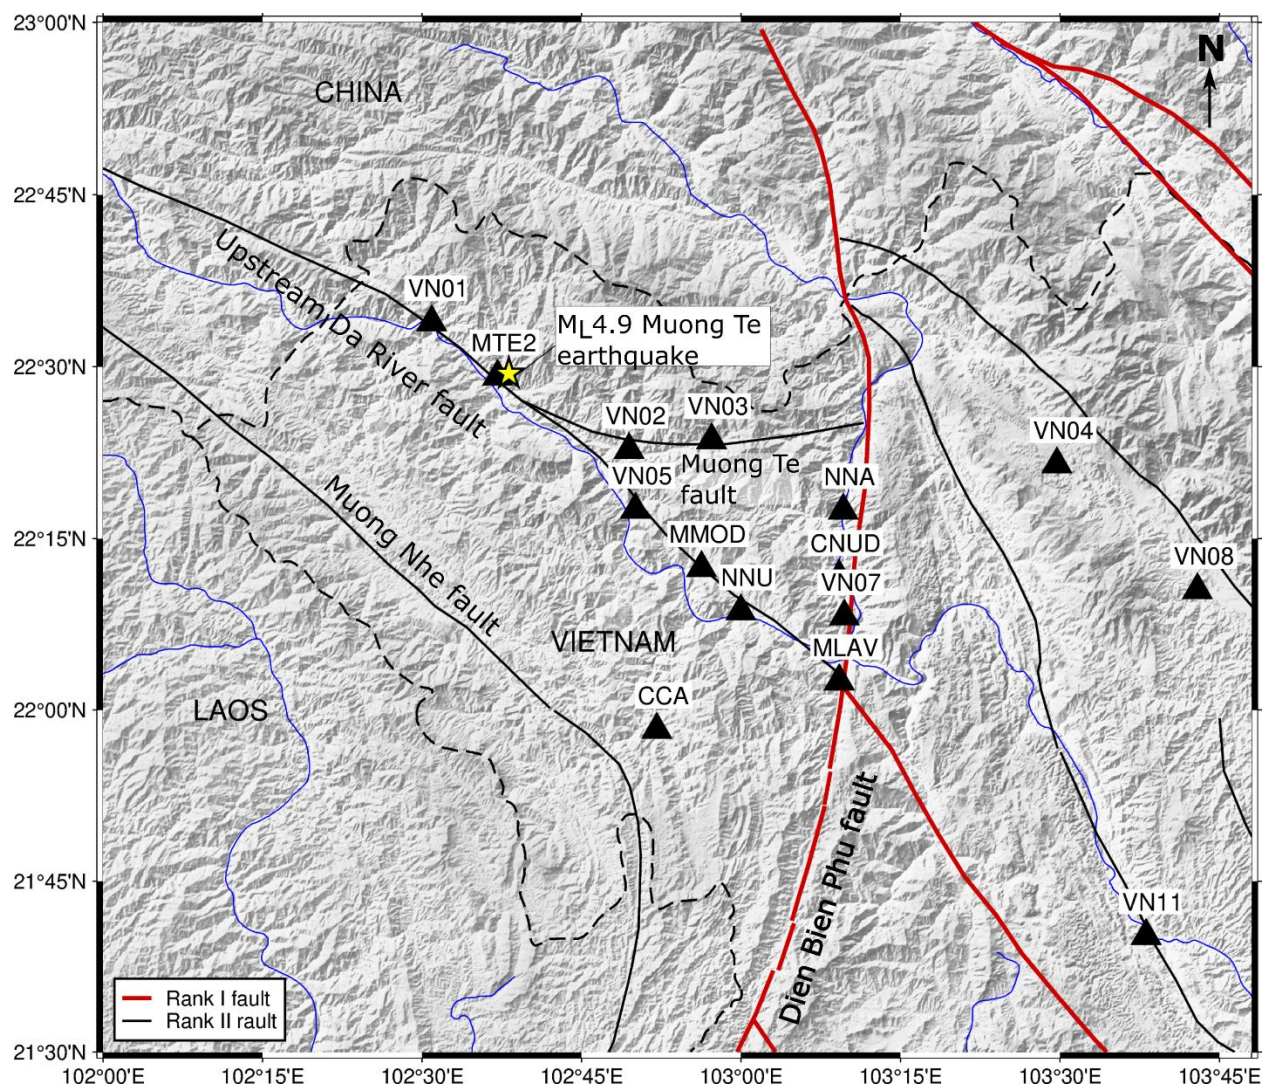 23°00'N
N
CHINA
22°45'N
Upstream Da River fault
VN01
MTE2
ML4.9 Muong Te
earthquake
22°30'N
VN02
VN03
VN04
Muong Te
fault
VN05
NNA
Muong Nhe fault
22°15'N
MMOD
CNUD
VN08
NNU
VN07
VIETNAM
MLAV
LAOS
CCA
22°00'N
Dien Bien Phu fault
21°45'N
VN11
Rank I fault
Rank II rault
21°30'N
102°00'E
102°15'E
102°30'E
102°45'E
103°00'E
103°15'E
103°30'E
103°45'E